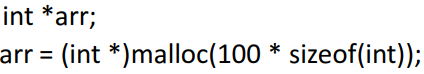 int *arr;
arr = (int *)malloc(100 * sizeof(int));